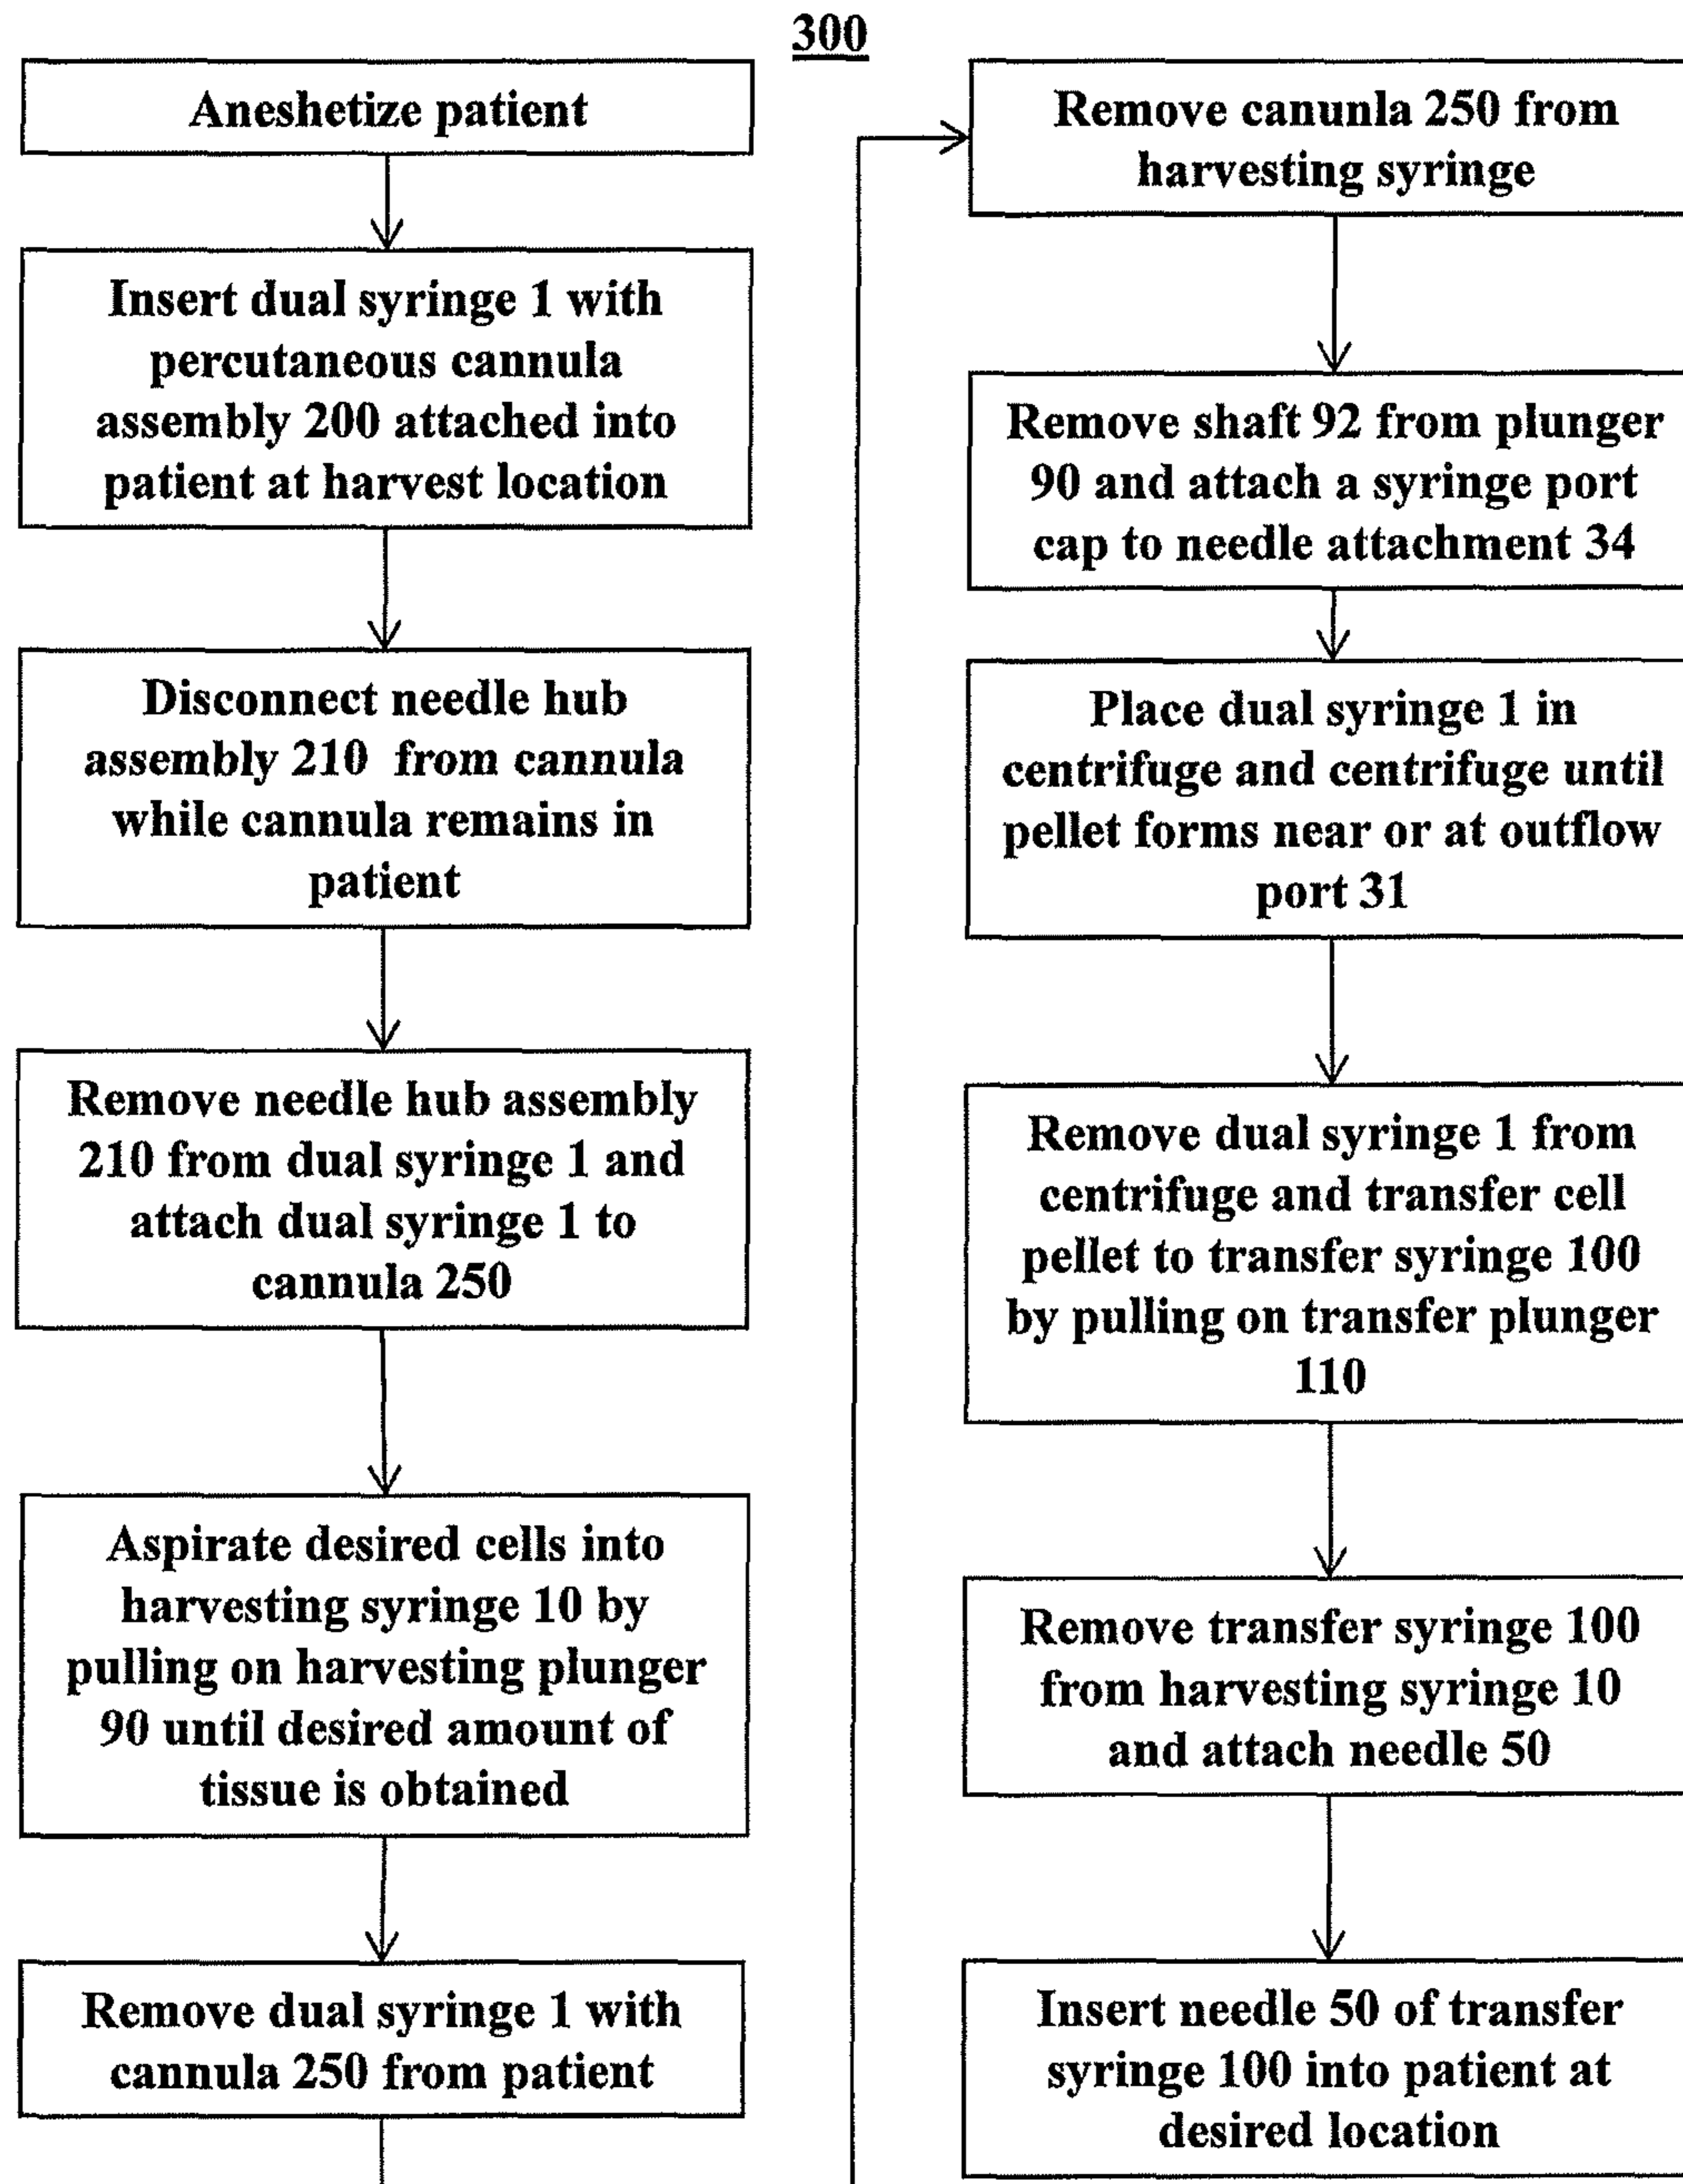 300
Aneshetize patient
Insert dual syringe 1 with
percutaneous cannula
assembly 200 attached into
patient at harvest location
Disconnect needle hub
assembly 210 from cannula
while cannula remains in
patient
Remove needle hub assembly
210 from dual syringe 1 and
attach dual syringe 1 to
cannula 250
Aspirate desired cells into
harvesting syringe 10 by
pulling on harvesting plunger
90 until desired amount of
tissue is obtained
Remove dual syringe 1 with
cannula 250 from patient
Remove canunla 250 from
harvesting syringe
Remove shaft 92 from plunger
90 and attach a syringe port
cap to needle attachment 34
Place dual syringe 1 in
centrifuge and centrifuge until
pellet forms near or at outflow
port 31
Remove dual syringe 1 from
centrifuge and transfer cell
pellet to transfer syringe 100
by pulling on transfer plunger
110
Remove transfer syringe 100
from harvesting syringe 10
and attach needle 50
Insert needle 50 of transfer
syringe 100 into patient at
desired location